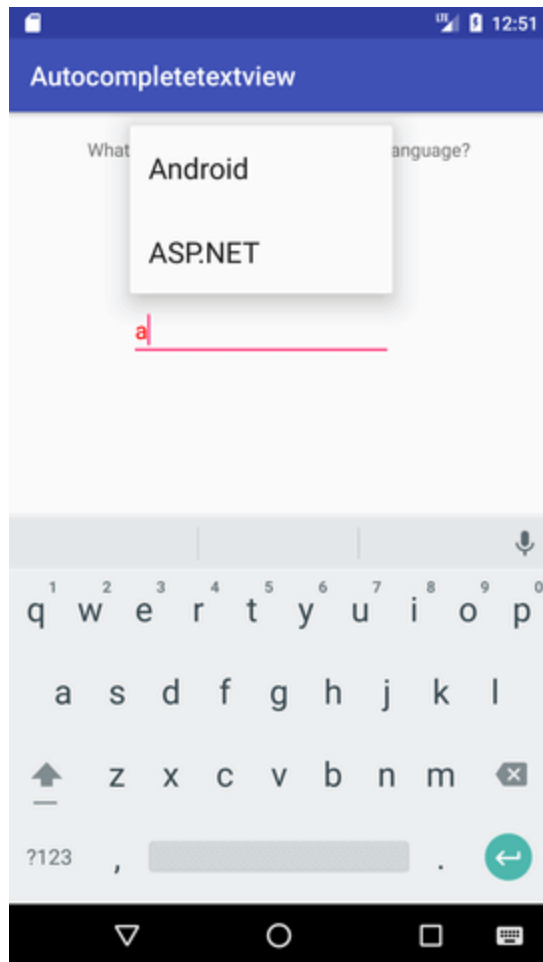 LTE 12:51
Autocompletetextview
What anguage?
Android
ASP.NET
a
1 2 3 4 5 6 7 8 9 0
q w e r t y u i o p
a s d f g h j k l
z x c v b n m
?123 , .